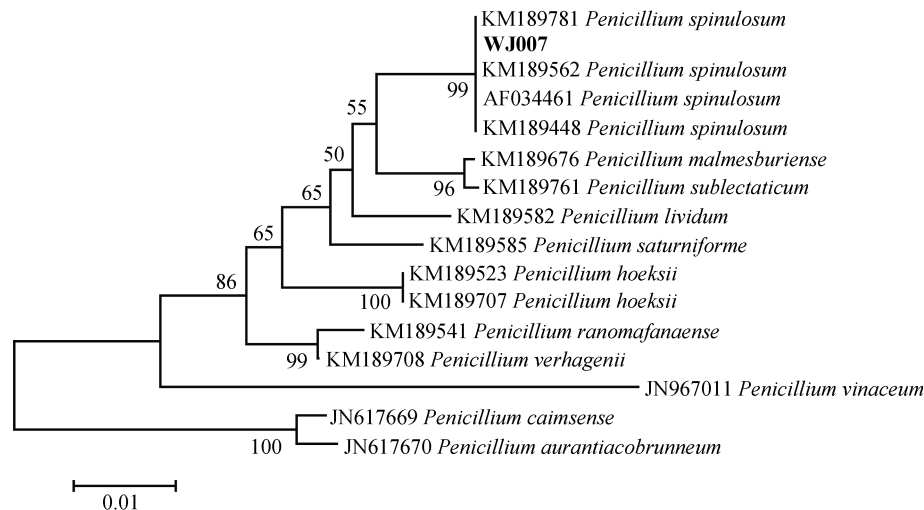 KM189781 Penicillium spinulosum
WJ007
KM189562 Penicillium spinulosum
99
AF034461 Penicillium spinulosum
55
KM189448 Penicillium spinulosum
50
KM189676 Penicillium malmesburiense
96
KM189761 Penicillium sublectaticum
65
KM189582 Penicillium lividum
65
KM189585 Penicillium saturniforme
KM189523 Penicillium hoeksii
86
100
KM189707 Penicillium hoeksii
KM189541 Penicillium ranomafanaense
99
KM189708 Penicillium verhagenii
JN967011 Penicillium vinaceum
JN617669 Penicillium caimsense
100
JN617670 Penicillium aurantiacobrunneum
0.01